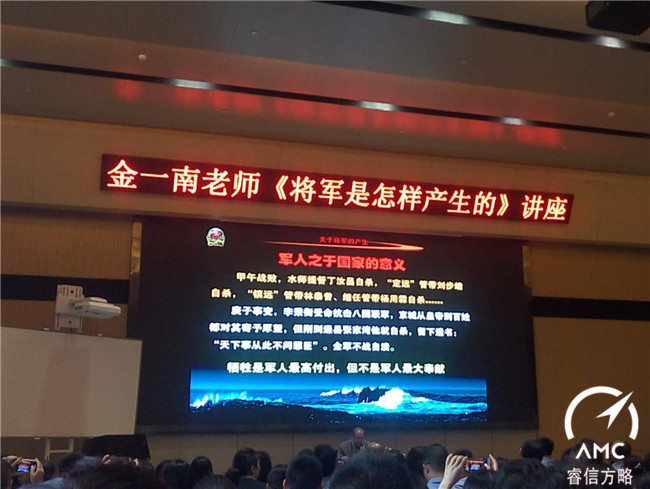 金一南老师《将军是怎样产生的》讲座
关于将军的产生
军人之于国家的意义
甲午战败，水师提督丁汝昌自杀，“定远”管带刘步蟾
自杀，“镇远”管带林泰曾、继任管带杨用霖自杀……
庚子事变，李秉衡受命抗击八国联军，京城从皇帝到百姓
都对其寄予厚望，但刚到通县张家湾他就自杀，留下遗书：
“天下事从此不问罪臣”。全军不战自溃。
牺牲是军人最高付出，但不是军人最大奉献
AMC
睿信方略